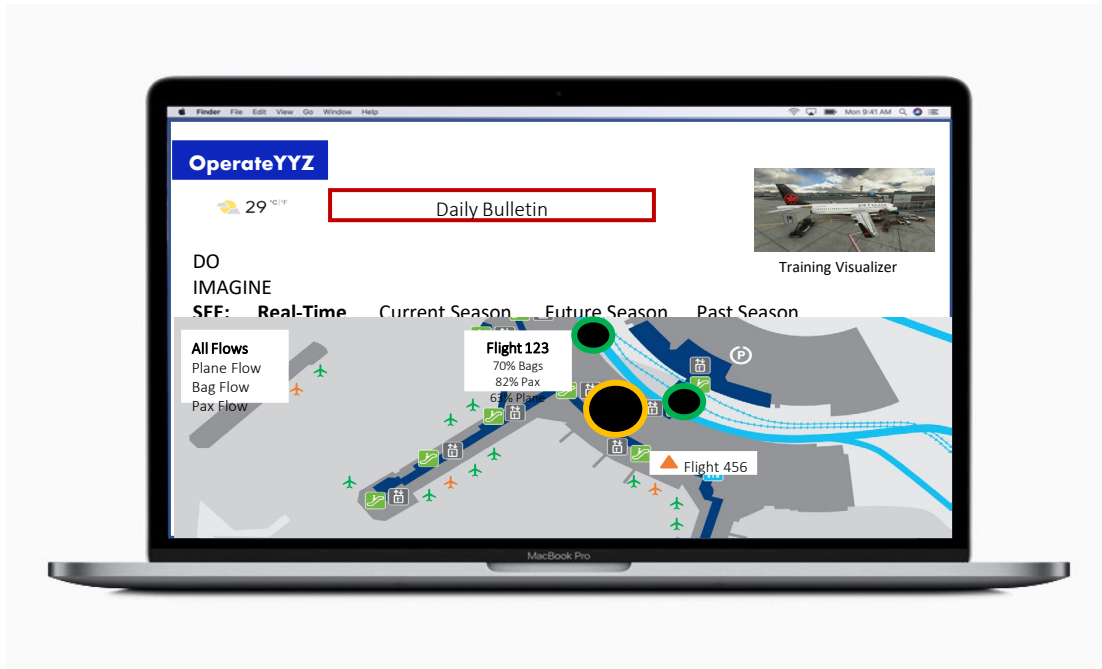 Finder File Edit View Go Window Help
Mon 9:41 AM
OperateYYZ
29 °C|°F
Daily Bulletin
Training Visualizer
DO
IMAGINE
SEE: Real-Time Current Season Future Season Past Season
All Flows
Plane Flow
Bag Flow
Pax Flow
Flight 123
70% Bags
82% Pax
63% Plane
P
Flight 456
MacBook Pro